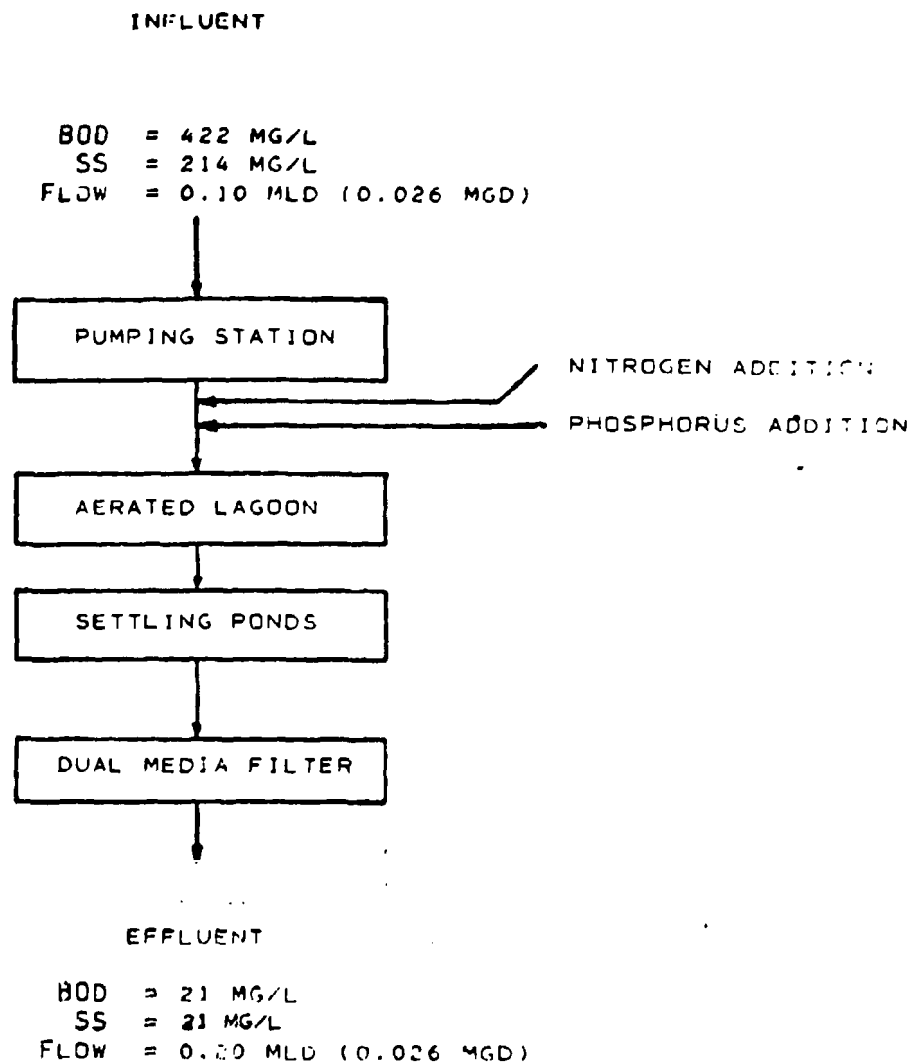 INFLUENT
BOD = 422 MG/L
SS = 214 MG/L
FLOW = 0.10 MLD (0.026 MGD)
PUMPING STATION
NITROGEN ADDITION
PHOSPHORUS ADDITION
AERATED LAGOON
SETTLING PONDS
DUAL MEDIA FILTER
EFFLUENT
BOD = 21 MG/L
SS = 21 MG/L
FLOW = MLD (0.026 MGD)